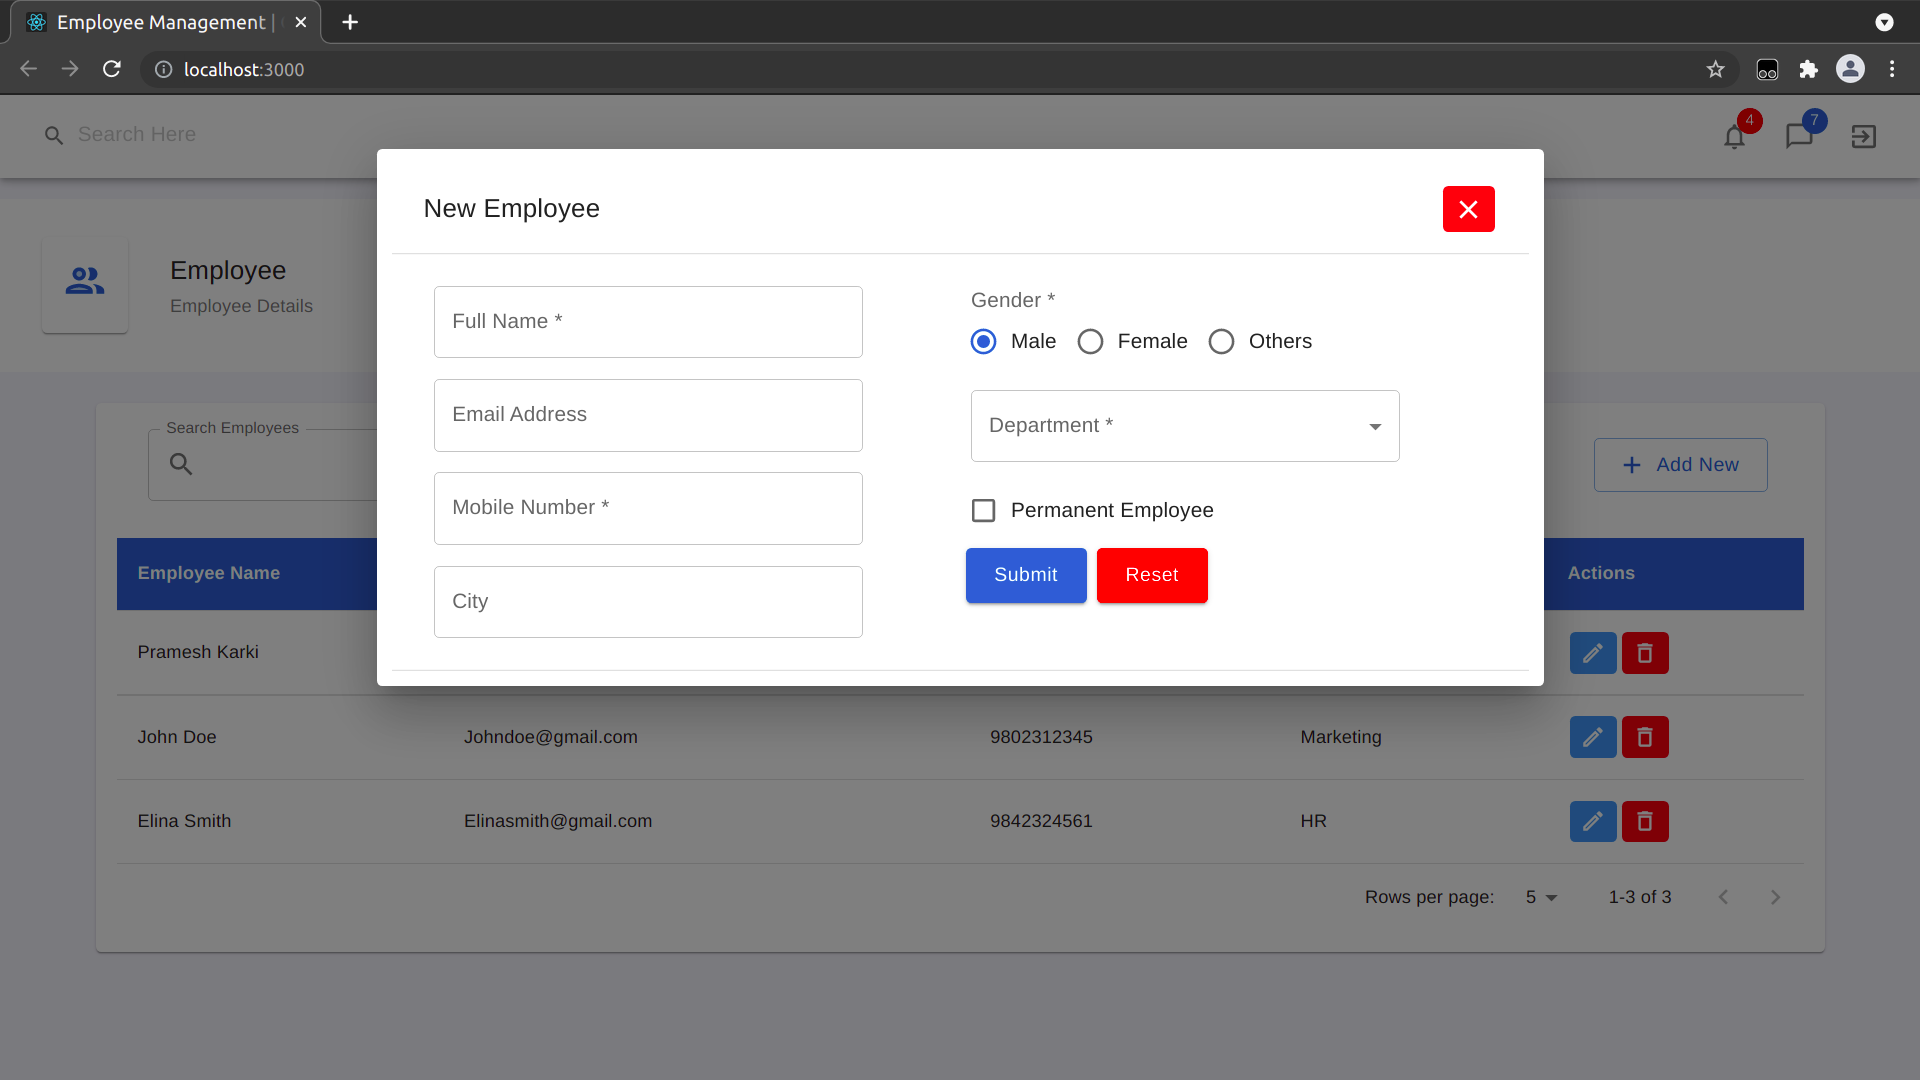 Employee Management |
localhost:3000
Search Here
4
7
New Employee
Employee
Employee Details
Full Name *
Email Address
Mobile Number *
City
Gender *
Male
Female
Others
Department *
Permanent Employee
Submit
Reset
Search Employees
Add New
Employee Name
Actions
Pramesh Karki
John Doe
Johndoe@gmail.com
9802312345
Marketing
Elina Smith
Elinasmith@gmail.com
9842324561
HR
Rows per page:
5
1-3 of 3